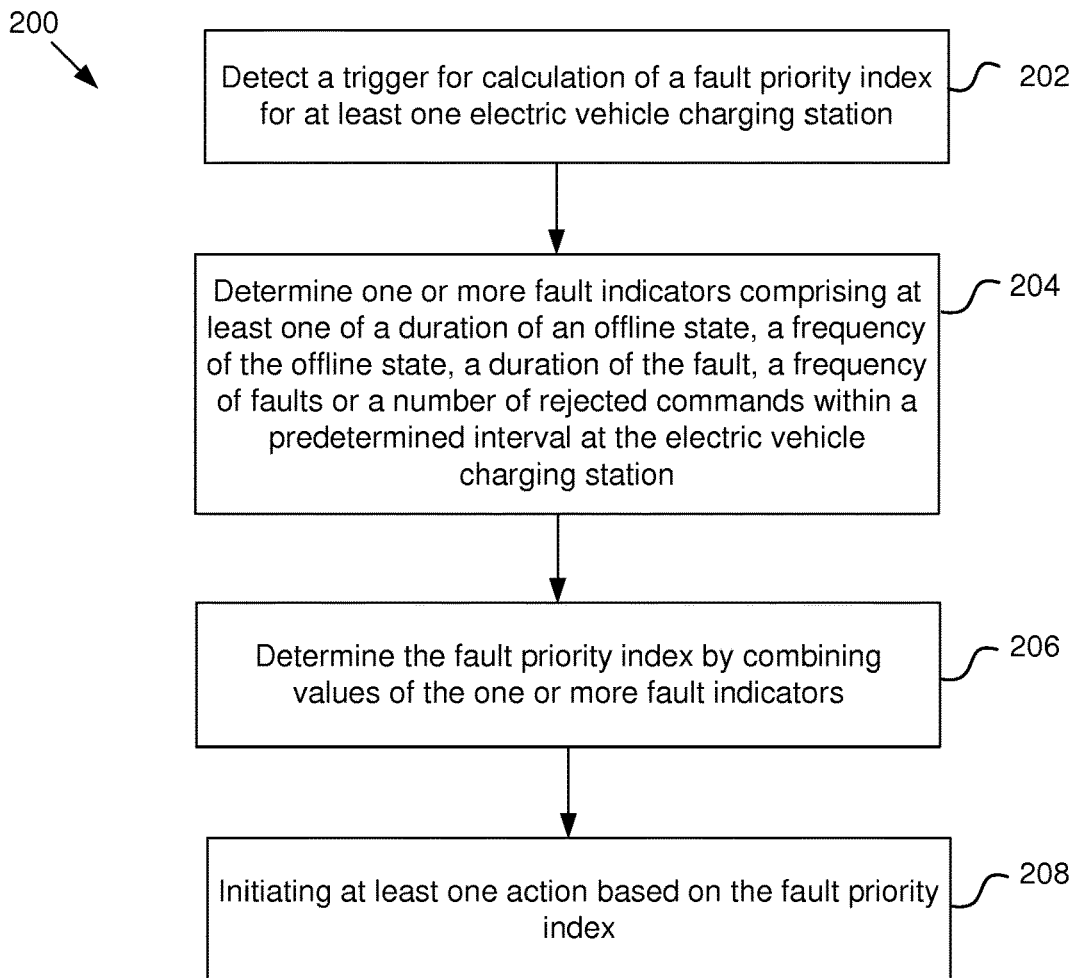 200
Detect a trigger for calculation of a fault priority index
for at least one electric vehicle charging station
202
Determine one or more fault indicators comprising at
least one of a duration of an offline state, a frequency
of the offline state, a duration of the fault, a frequency
of faults or a number of rejected commands within a
predetermined interval at the electric vehicle
charging station
204
Determine the fault priority index by combining
values of the one or more fault indicators
206
Initiating at least one action based on the fault priority
index
208